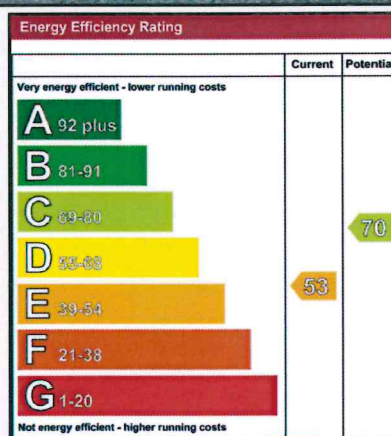 Energy Efficiency Rating
Current Potentia
Very energy efficient - lower running costs
A 92 plus
B 81-91
C 69-80
70
D 55-68
E 39-54
53
F 21-38
G 1-20
Not energy efficient - higher running costs